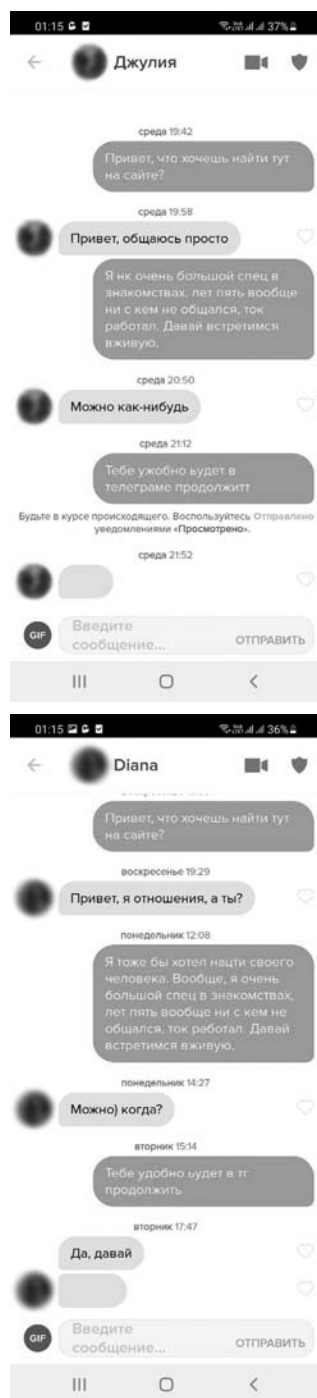 01:15
37%
Джулия
среда 19:42
Привет, что хочешь найти тут
на сайте?
среда 19:58
Привет, общаюсь просто
Я нк очень большой спец в
знакомствах, лет пять вообще
ни с кем не общался, ток
работал. Давай встретимся
вживую,
среда 20:50
Можно как-нибудь
среда 21:12
Тебе ужобно ьудет в
телеграме продолжитт
Будьте в курсе происходящего. Воспользуйтесь Отправлено
уведомлениями «Просмотрено».
среда 21:52
GIF
Введите
сообщение...
ОТПРАВИТЬ
01:15
36%
Diana
Привет, что хочешь найти тут
на сайте?
воскресенье 19:29
Привет, я отношения, а ты?
понедельник 12:08
Я тоже бы хотел нацти своего
человека. Вообще, я очень
большой спец в знакомствах,
лет пять вообще ни с кем не
общался, ток работал. Давай
встретимся вживую,
понедельник 14:27
Можно) когда?
вторник 15:14
Тебе удобно ьудет в тг
продолжить
вторник 17:47
Да, давай
GIF
Введите
сообщение...
ОТПРАВИТЬ